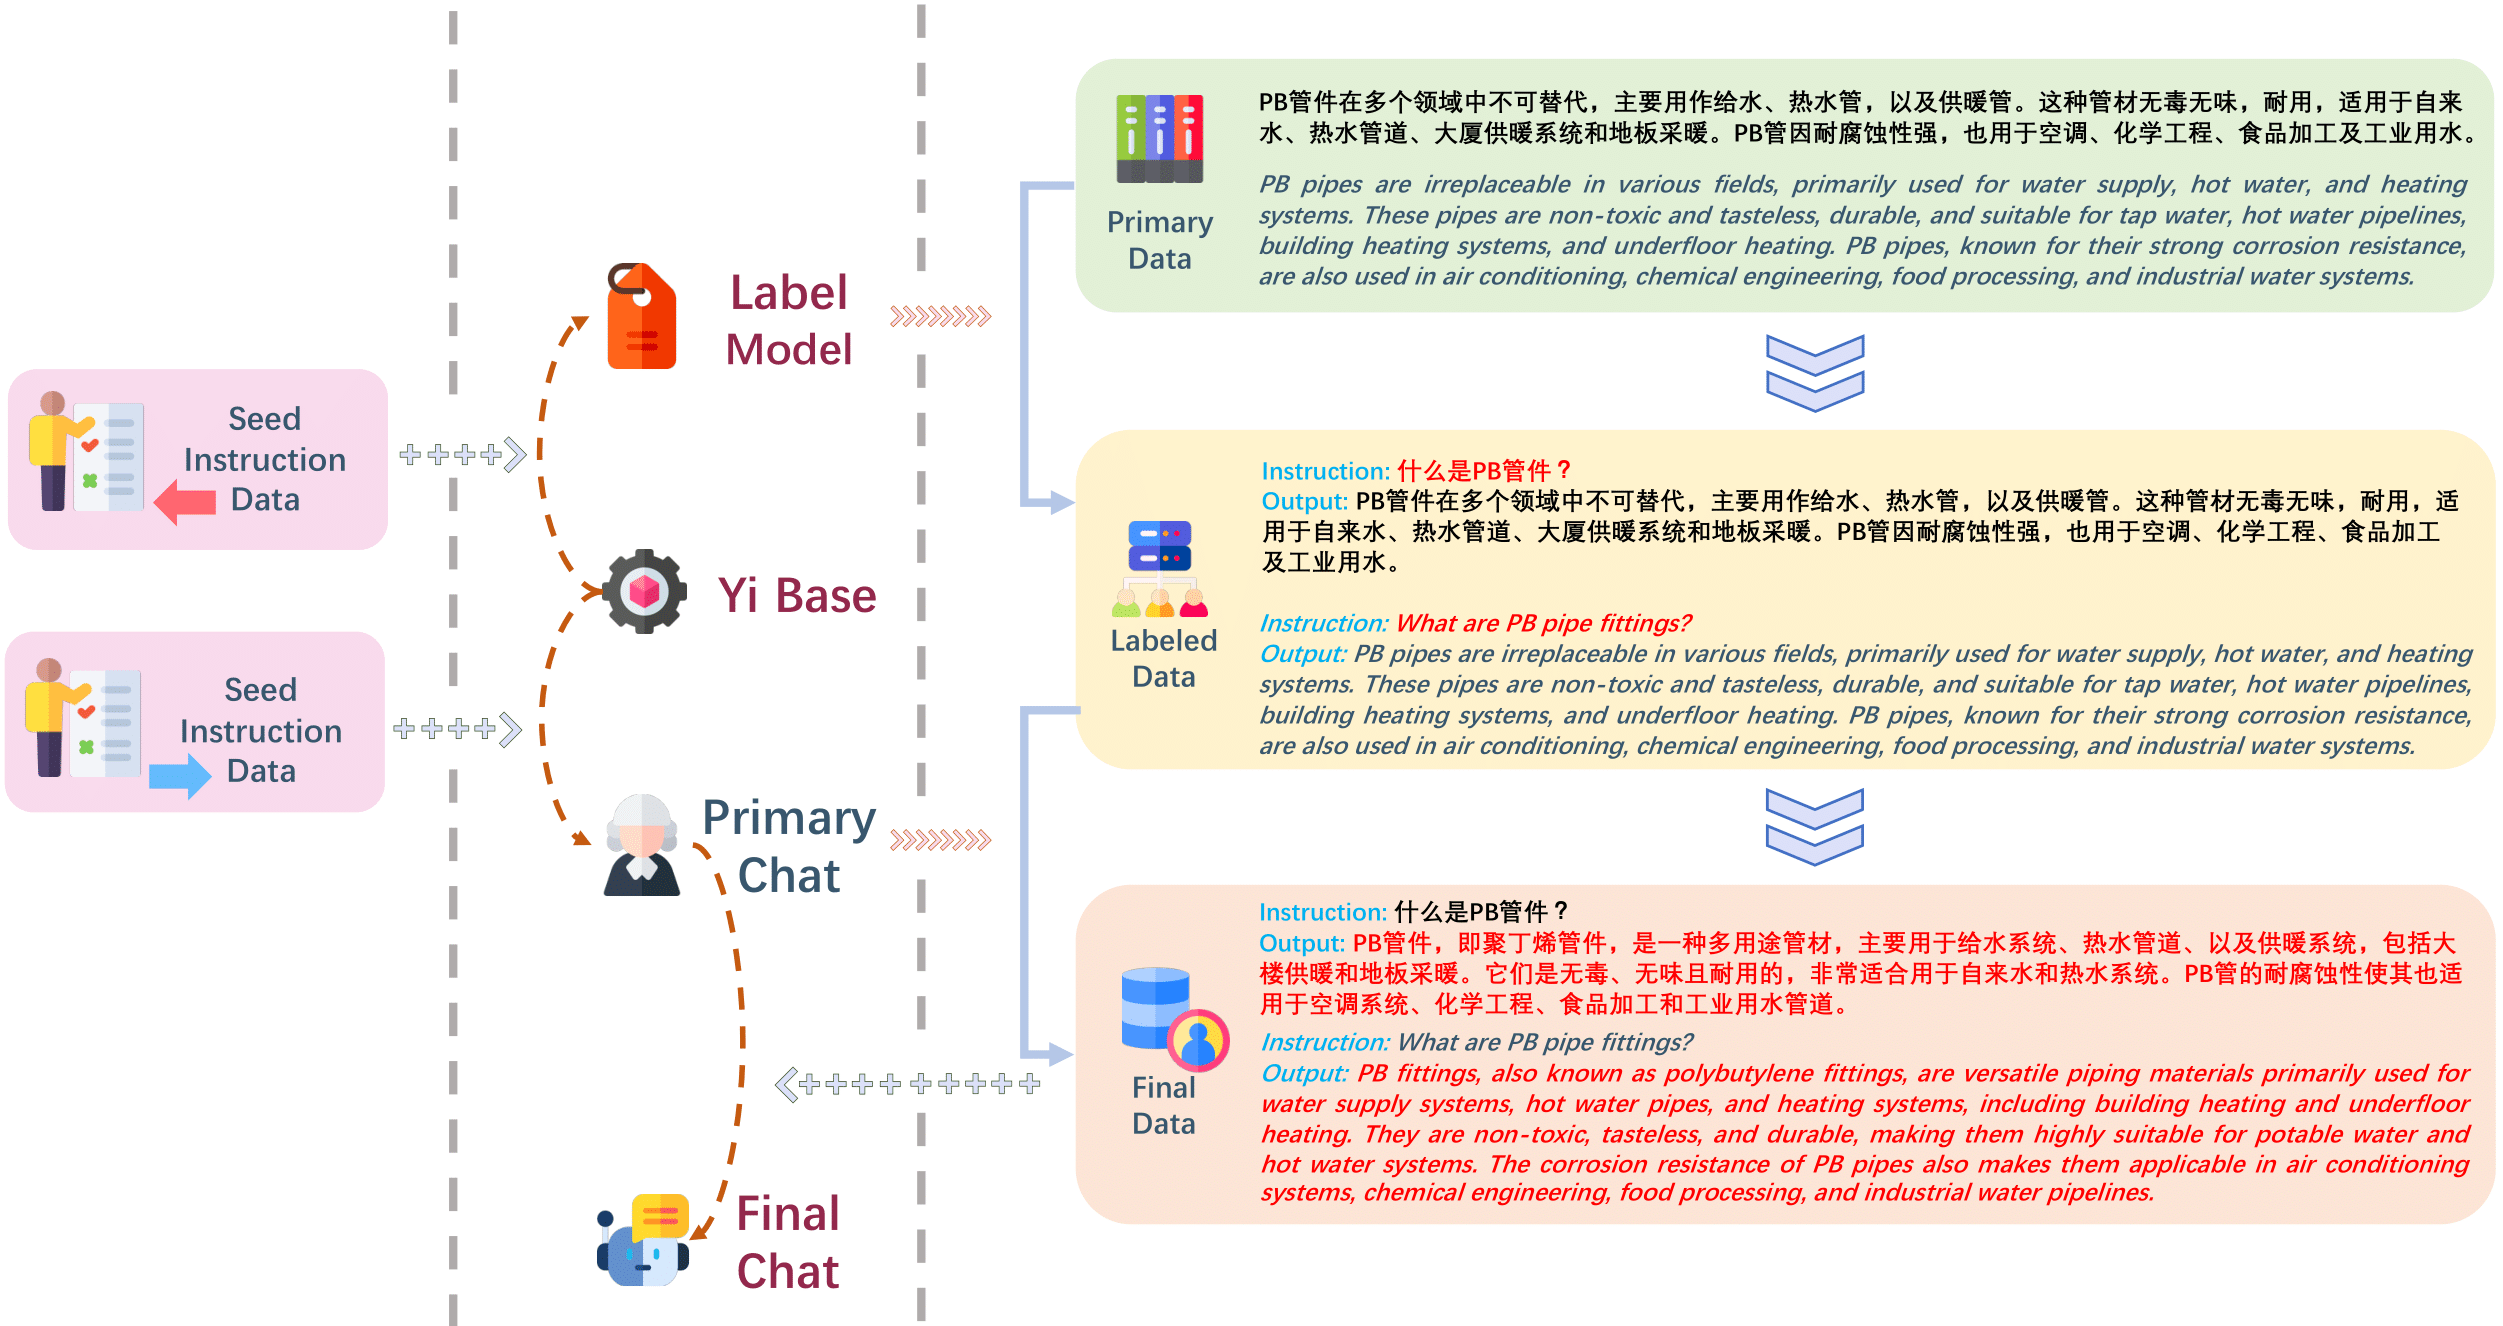 Seed
Instruction
Data
Seed
Instruction
Data
Label
Model
Yi Base
Primary
Chat
Final
Chat
Primary
Data
PB管件在多个领域中不可替代，主要用作给水、热水管，以及供暖管。这种管材无毒无味，耐用，适用于自来
水、热水管道、大厦供暖系统和地板采暖。PB管因耐腐蚀性强，也用于空调、化学工程、食品加工及工业用水。
PB pipes are irreplaceable in various fields, primarily used for water supply, hot water, and heating
systems. These pipes are non-toxic and tasteless, durable, and suitable for tap water, hot water pipelines,
building heating systems, and underfloor heating. PB pipes, known for their strong corrosion resistance,
are also used in air conditioning, chemical engineering, food processing, and industrial water systems.
Labeled
Data
Instruction: 什么是PB管件？
Output: PB管件在多个领域中不可替代，主要用作给水、热水管，以及供暖管。这种管材无毒无味，耐用，适
用于自来水、热水管道、大厦供暖系统和地板采暖。PB管因耐腐蚀性强，也用于空调、化学工程、食品加工
及工业用水。
Instruction: What are PB pipe fittings?
Output: PB pipes are irreplaceable in various fields, primarily used for water supply, hot water, and heating
systems. These pipes are non-toxic and tasteless, durable, and suitable for tap water, hot water pipelines,
building heating systems, and underfloor heating. PB pipes, known for their strong corrosion resistance,
are also used in air conditioning, chemical engineering, food processing, and industrial water systems.
Final
Data
Instruction: 什么是PB管件？
Output: PB管件，即聚丁烯管件，是一种多用途管材，主要用于给水系统、热水管道、以及供暖系统，包括大
楼供暖和地板采暖。它们是无毒、无味且耐用的，非常适合用于自来水和热水系统。PB管的耐腐蚀性使其也适
用于空调系统、化学工程、食品加工和工业用水管道。
Instruction: What are PB pipe fittings?
Output: PB fittings, also known as polybutylene fittings, are versatile piping materials primarily used for
water supply systems, hot water pipes, and heating systems, including building heating and underfloor
heating. They are non-toxic, tasteless, and durable, making them highly suitable for potable water and
hot water systems. The corrosion resistance of PB pipes also makes them applicable in air conditioning
systems, chemical engineering, food processing, and industrial water pipelines.